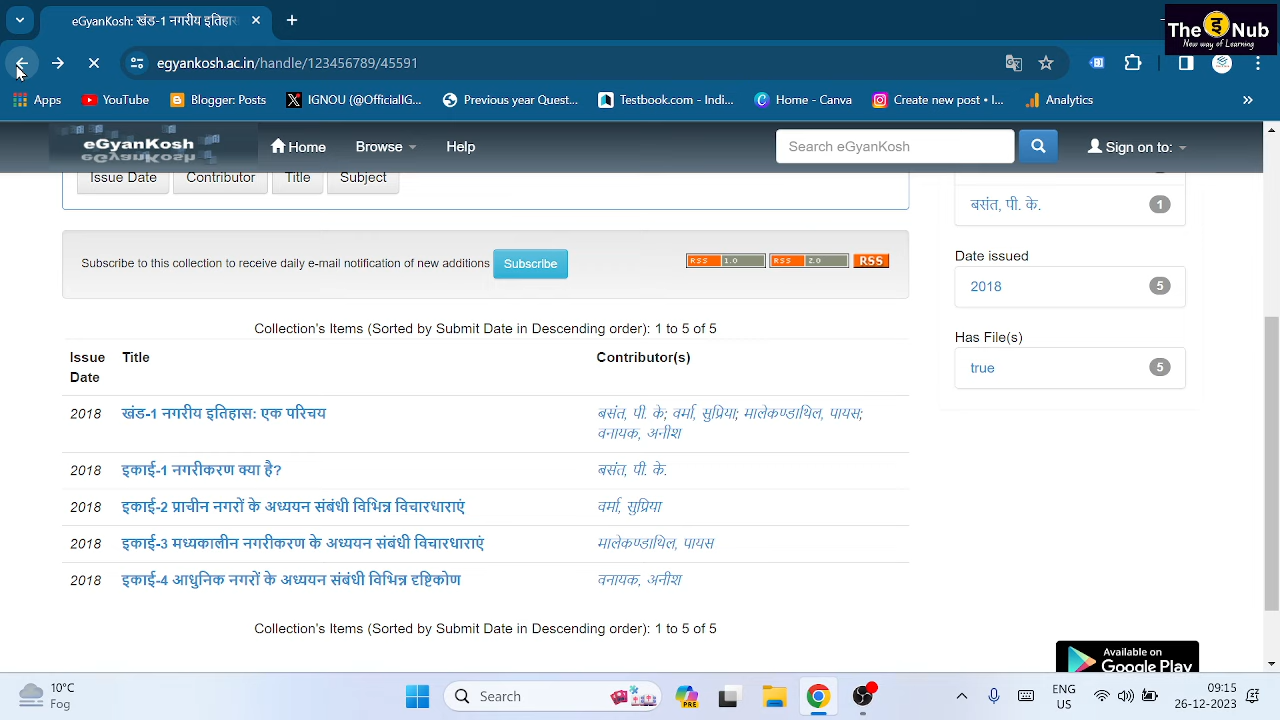 eGyanKosh: खंड-1 नगरीय इतिहास
The इ Nub
New way of Learning
egyankosh.ac.in/handle/123456789/45591
Apps
YouTube
Blogger: Posts
IGNOU (@OfficialIG...
Previous year Quest...
Testbook.com - Indi...
Home - Canva
Create new post • I...
Analytics
eGyanKosh
Home
Browse
Help
Search eGyanKosh
Sign on to:
Issue Date
Contributor
Title
Subject
बसंत, पी. के.
1
Subscribe to this collection to receive daily e-mail notification of new additions
Subscribe
RSS 1.0
RSS 2.0
RSS
Date issued
2018
5
Collection's Items (Sorted by Submit Date in Descending order): 1 to 5 of 5
Has File(s)
true
5
Issue Date
Title
Contributor(s)
2018 खंड-1 नगरीय इतिहास: एक परिचय बसंत, पी. के; वर्मा, सुप्रिया; मालेकण्डाथिल, पायस;
वनायक, अनीश
2018 इकाई-1 नगरीकरण क्या है? बसंत, पी. के.
2018 इकाई-2 प्राचीन नगरों के अध्ययन संबंधी विभिन्न विचारधाराएं वर्मा, सुप्रिया
2018 इकाई-3 मध्यकालीन नगरीकरण के अध्ययन संबंधी विचारधाराएं मालेकण्डाथिल, पायस
2018 इकाई-4 आधुनिक नगरों के अध्ययन संबंधी विभिन्न दृष्टिकोण वनायक, अनीश
Collection's Items (Sorted by Submit Date in Descending order): 1 to 5 of 5
Available on
Google Play
10°C
Fog
Search
PRE
ENG
US
09:15
26-12-2023